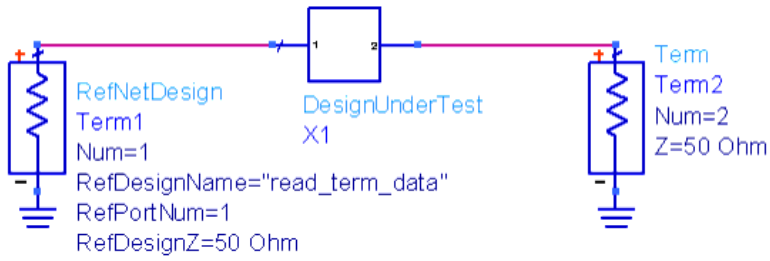 +
RefNetDesign
Term1
Num=1
RefDesignName="read_term_data"
RefPortNum=1
RefDesignZ=50 Ohm
-
1
2
DesignUnderTest
X1
+
Term
Term2
Num=2
Z=50 Ohm
-